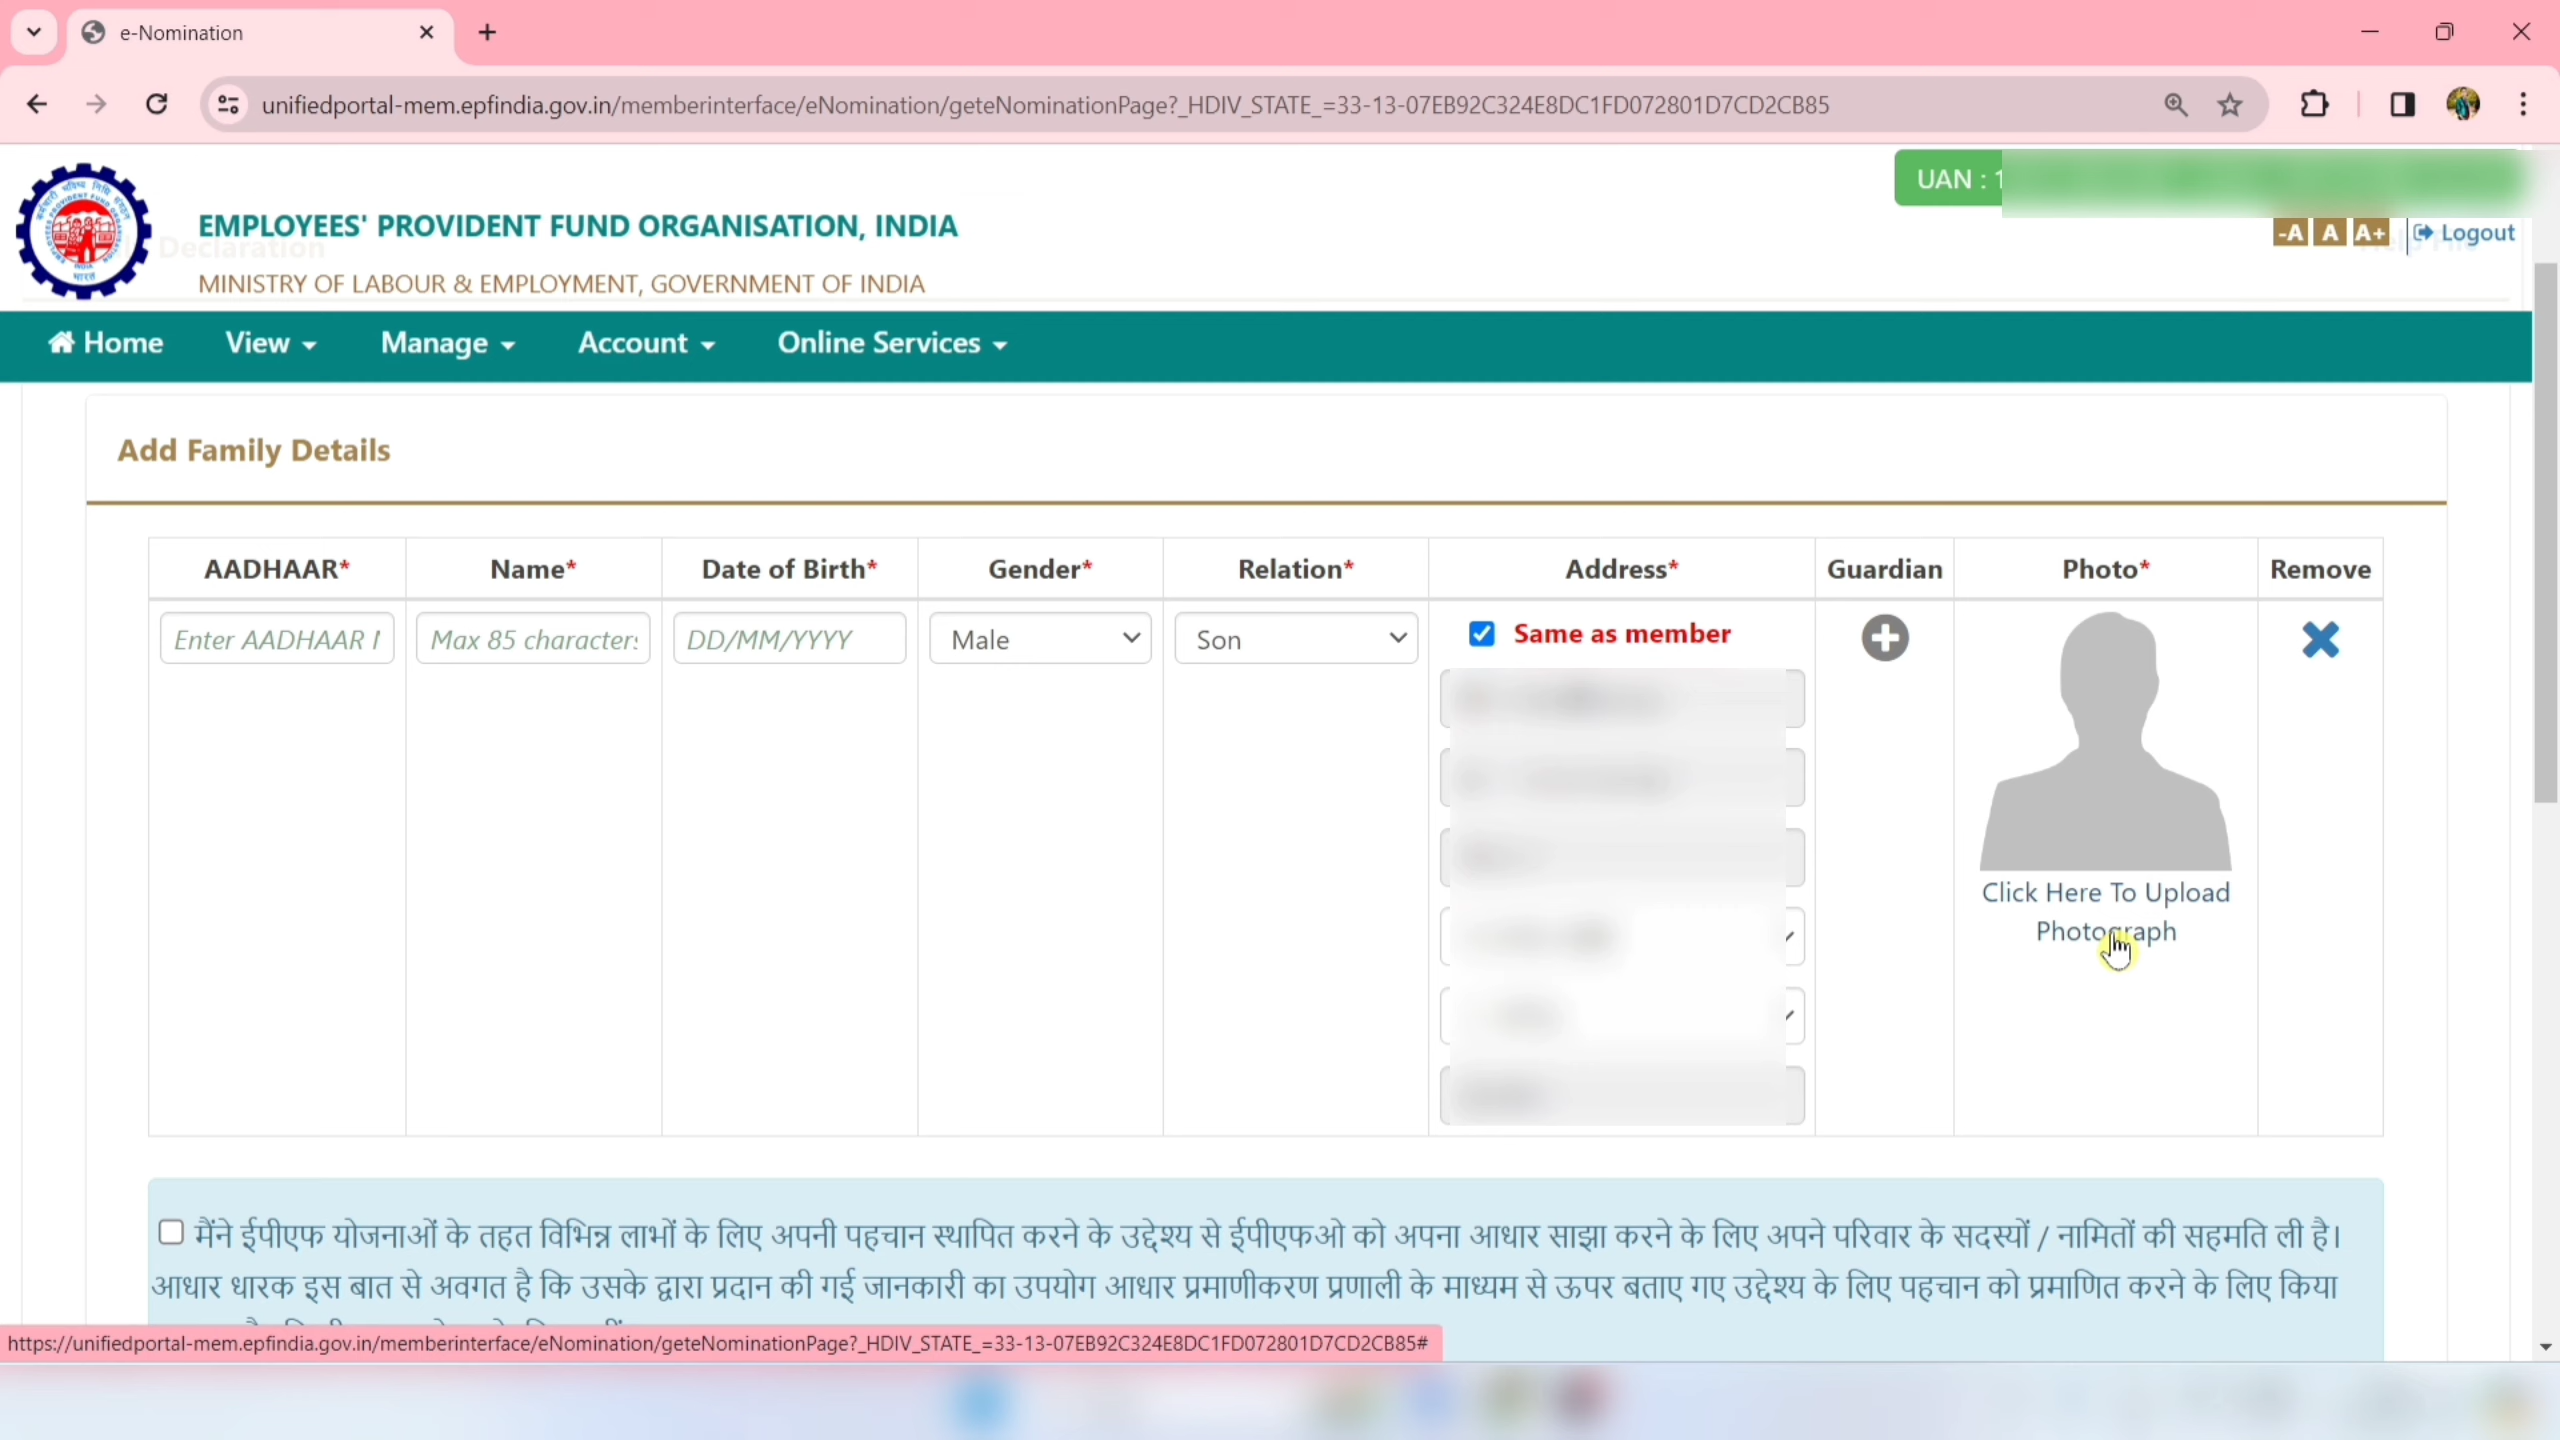 e-Nomination
unifiedportal-mem.epfindia.gov.in/memberinterface/eNomination/geteNominationPage?_HDIV_STATE_=33-13-07EB92C324E8DC1FD072801D7CD2CB85
UAN : 1
EMPLOYEES' PROVIDENT FUND ORGANISATION, INDIA
Declaration
-A A A+ Logout
MINISTRY OF LABOUR & EMPLOYMENT, GOVERNMENT OF INDIA
Home View Manage Account Online Services
Add Family Details
AADHAAR* Name* Date of Birth* Gender* Relation* Address* Guardian Photo* Remove
Enter AADHAAR Max 85 characters DD/MM/YYYY Male Son Same as member
Click Here To Upload
Photograph
मैंने ईपीएफ योजनाओं के तहत विभिन्न लाभों के लिए अपनी पहचान स्थापित करने के उद्देश्य से ईपीएफओ को अपना आधार साझा करने के लिए अपने परिवार के सदस्यों / नामितों की सहमति ली है।
आधार धारक इस बात से अवगत है कि उसके द्वारा प्रदान की गई जानकारी का उपयोग आधार प्रमाणीकरण प्रणाली के माध्यम से ऊपर बताए गए उद्देश्य के लिए पहचान को प्रमाणित करने के लिए किया
https://unifiedportal-mem.epfindia.gov.in/memberinterface/eNomination/geteNominationPage?_HDIV_STATE_=33-13-07EB92C324E8DC1FD072801D7CD2CB85#